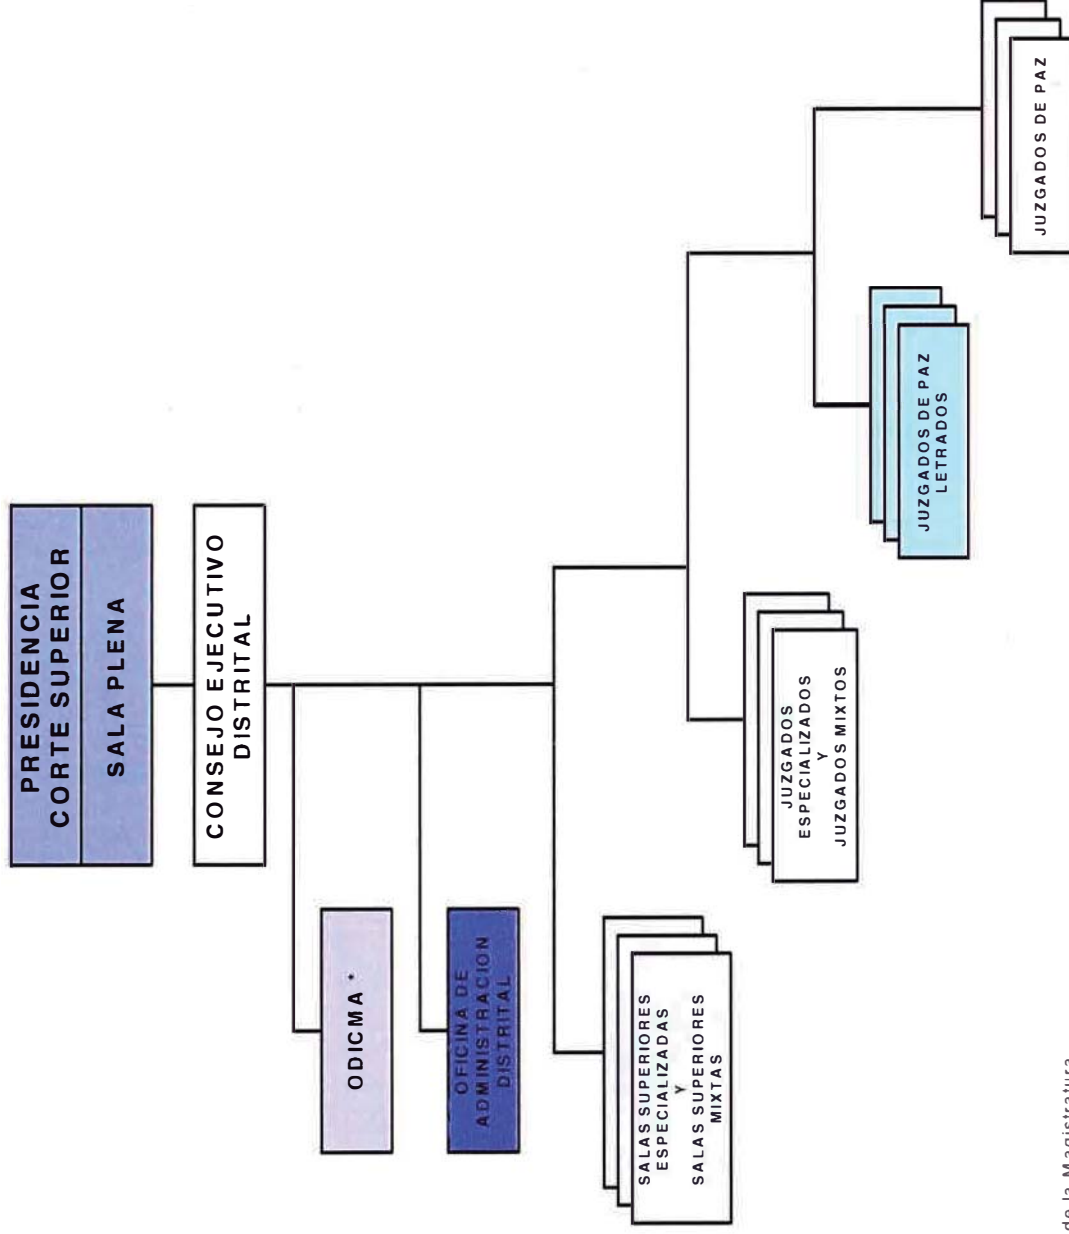 PRESIDENCIA
CORTE SUPERIOR
SALA PLENA
CONSEJO EJECUTIVO
DISTRITAL
ODICMA *
OFICINA DE
ADMINISTRACION
DISTRITAL
SALAS SUPERIORES
ESPECIALIZADAS
Y
SALAS SUPERIORES
MIXTAS
JUZGADOS
ESPECIALIZADOS
Y
JUZGADOS MIXTOS
JUZGADOS DE PAZ
LETRADOS
JUZGADOS DE PAZ
de la Magistratura